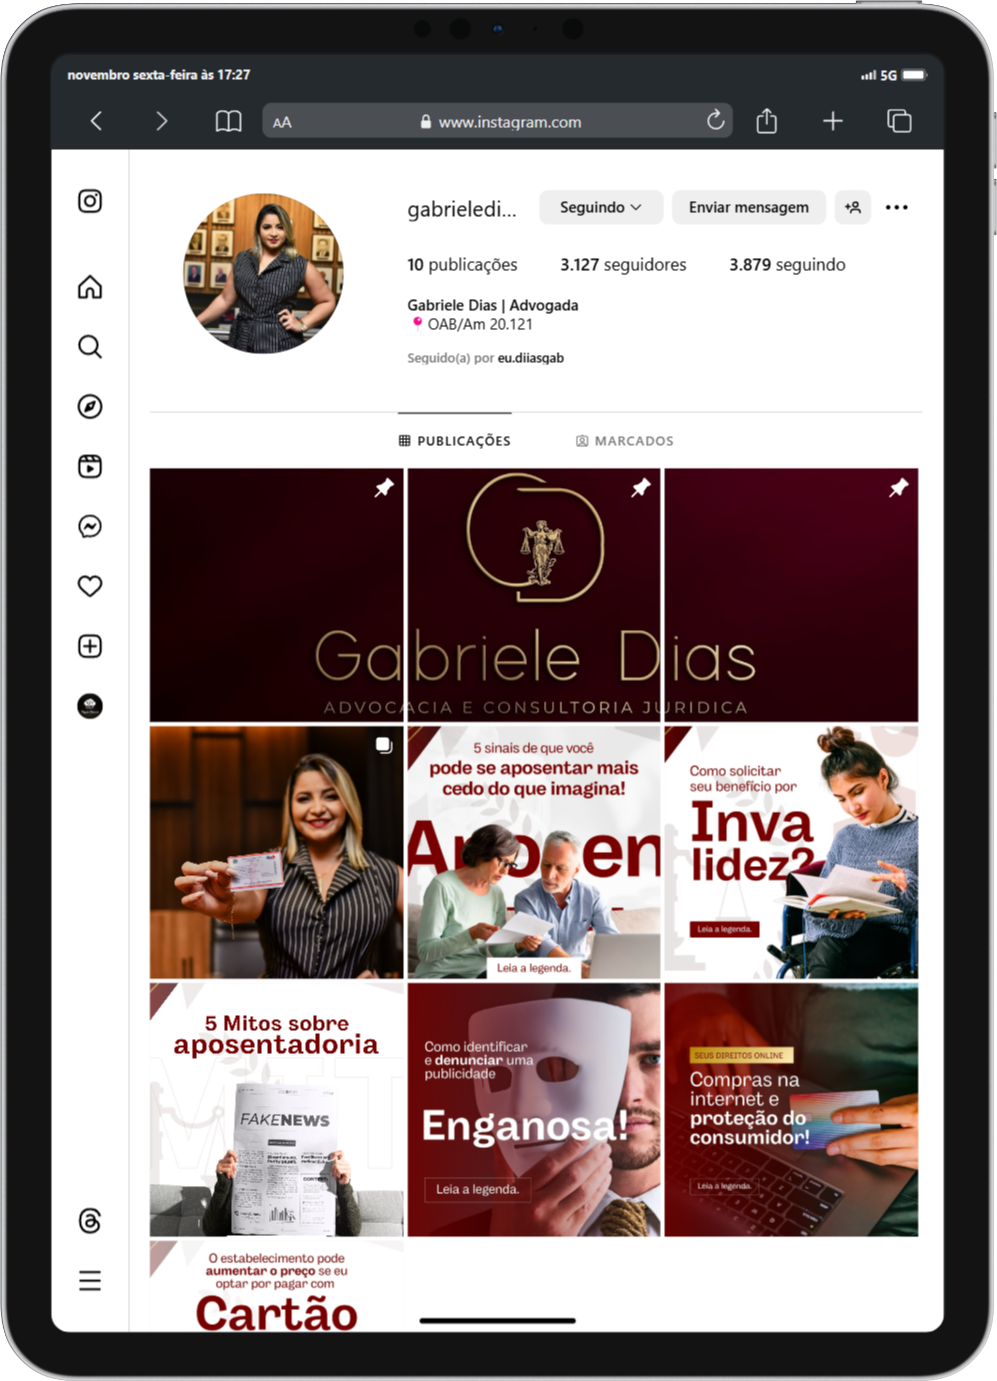 novembro sexta-feira às 17:27
5G
AA
www.instagram.com
gabrieledi...
Seguindo
Enviar mensagem
10 publicações
3.127 seguidores
3.879 seguindo
Gabriele Dias | Advogada
OAB/Am 20.121
Seguido(a) por eu.diiasgab
PUBLICAÇÕES
MARCADOS
Gabriele Dias
ADVOCACIA E CONSULTORIA JURIDICA
5 sinais de que você
pode se aposentar mais
cedo do que imagina!
Leia a legenda.
Como solicitar
seu benefício por
Inva
lidez?
Leia a legenda.
5 Mitos sobre
aposentadoria
FAKENEWS
Como identificar
e denunciar uma
publicidade
Enganosa!
Leia a legenda.
SEUS DIREITOS ONLINE
Compras na
internet e
proteção do
consumidor!
Leia a legenda.
O estabelecimento pode
aumentar o preço se eu
optar por pagar com
Cartão